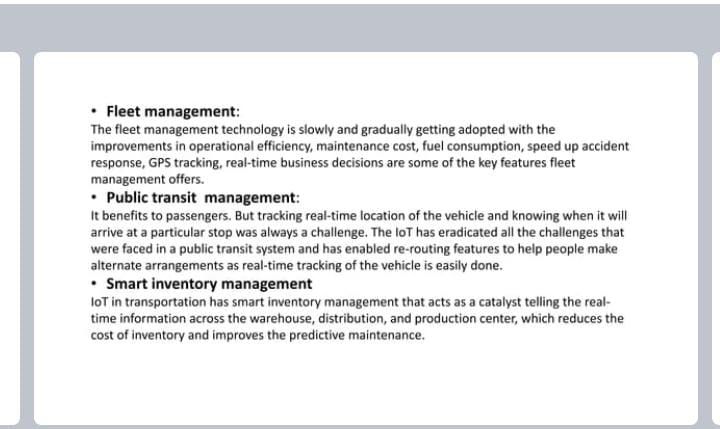 • Fleet management:
The fleet management technology is slowly and gradually getting adopted with the
improvements in operational efficiency, maintenance cost, fuel consumption, speed up accident
response, GPS tracking, real-time business decisions are some of the key features fleet
management offers.
• Public transit  management:
It benefits to passengers. But tracking real-time location of the vehicle and knowing when it will
arrive at a particular stop was always a challenge. The IoT has eradicated all the challenges that
were faced in a public transit system and has enabled re-routing features to help people make
alternate arrangements as real-time tracking of the vehicle is easily done.
• Smart inventory management
IoT in transportation has smart inventory management that acts as a catalyst telling the real-
time information across the warehouse, distribution, and production center, which reduces the
cost of inventory and improves the predictive maintenance.